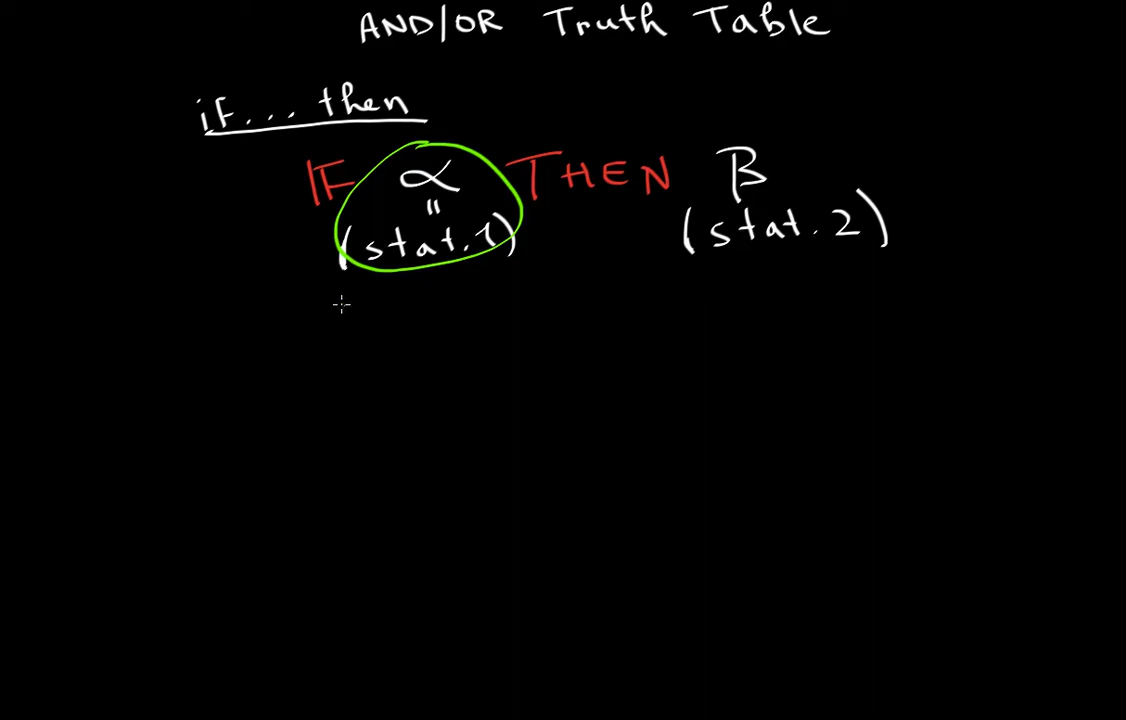 AND/OR Truth Table
if... then
IF α THEN β
"
(stat.1) (stat.2)